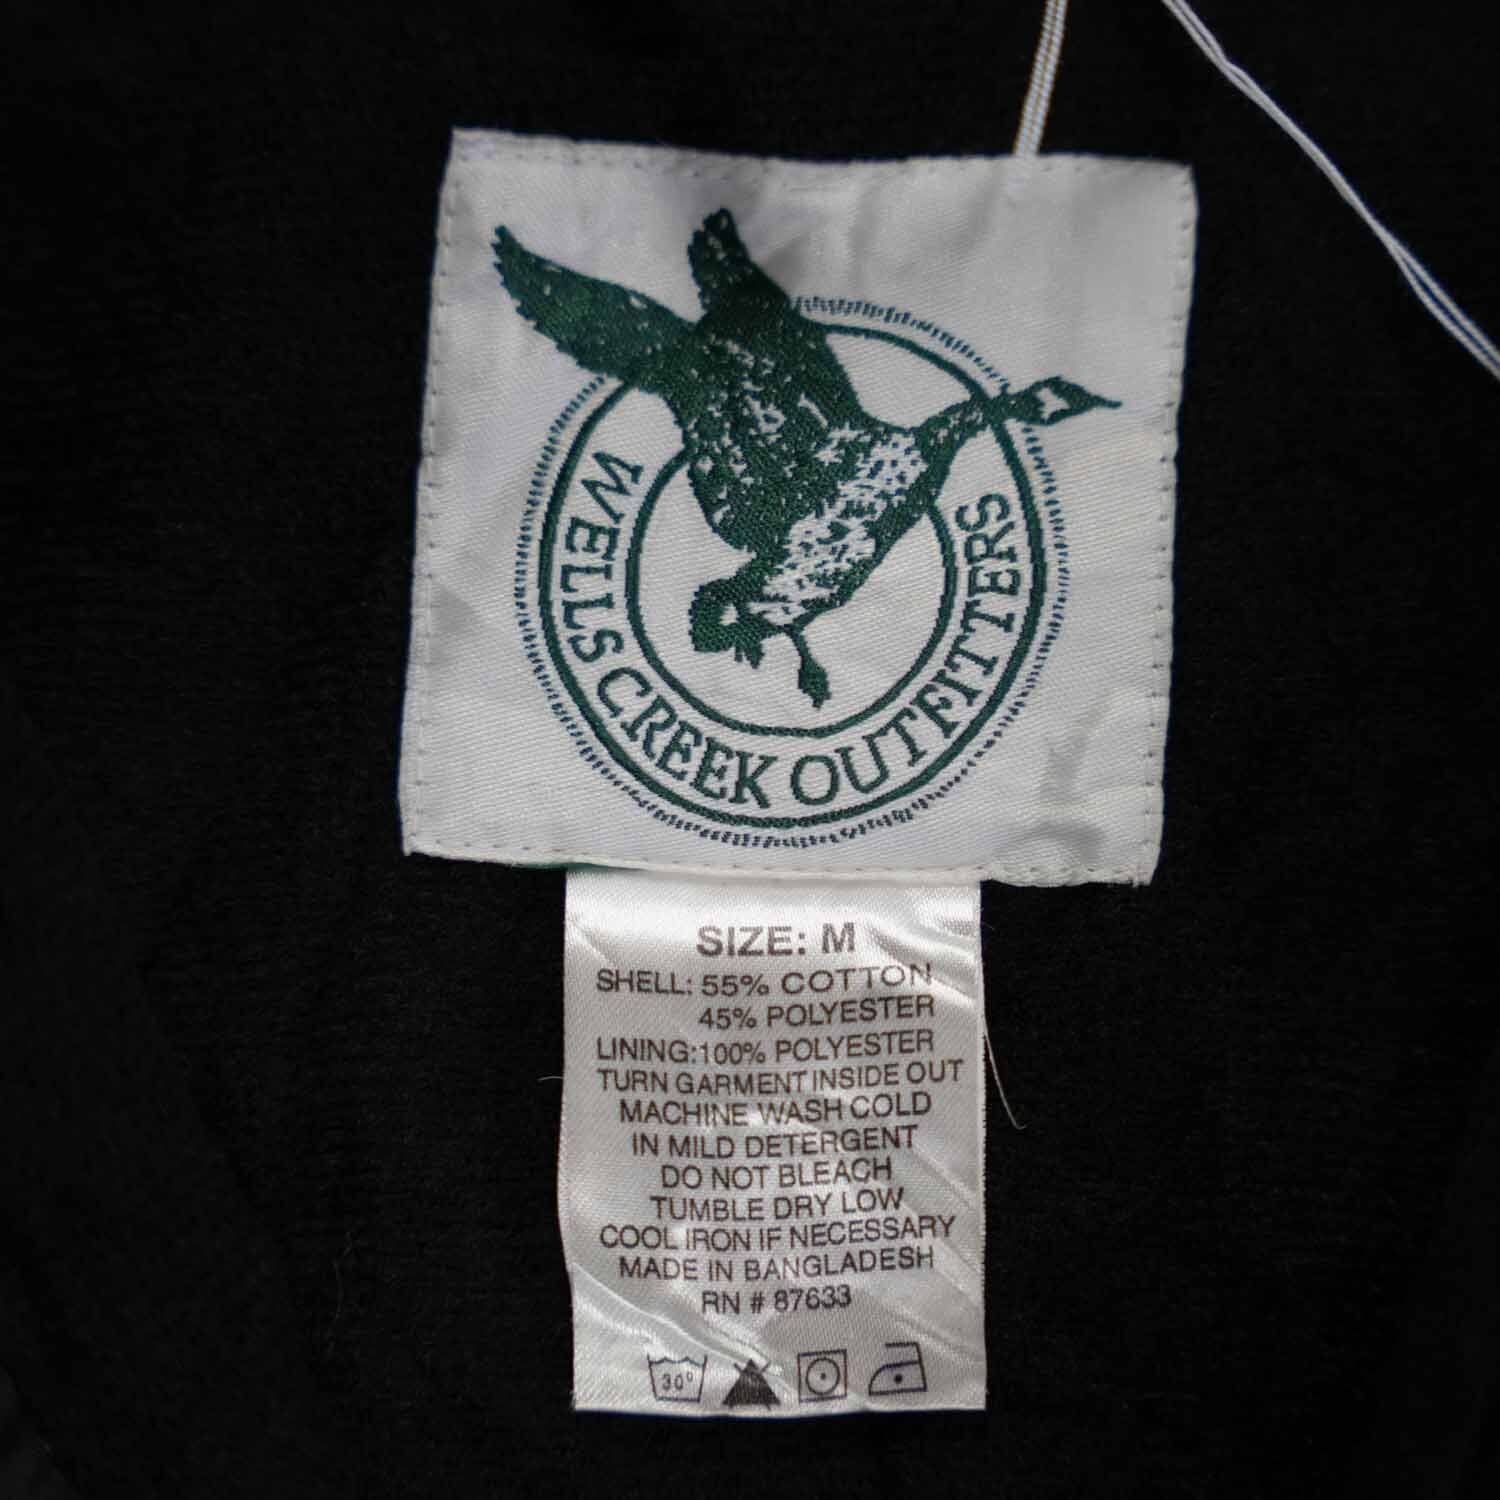 WELLS CREEK OUTFITTERS
SIZE: M
SHELL: 55% COTTON
45% POLYESTER
LINING:100% POLYESTER
TURN GARMENT INSIDE OUT
MACHINE WASH COLD
IN MILD DETERGENT
DO NOT BLEACH
TUMBLE DRY LOW
COOL IRON IF NECESSARY
MADE IN BANGLADESH
RN # 87633
30°